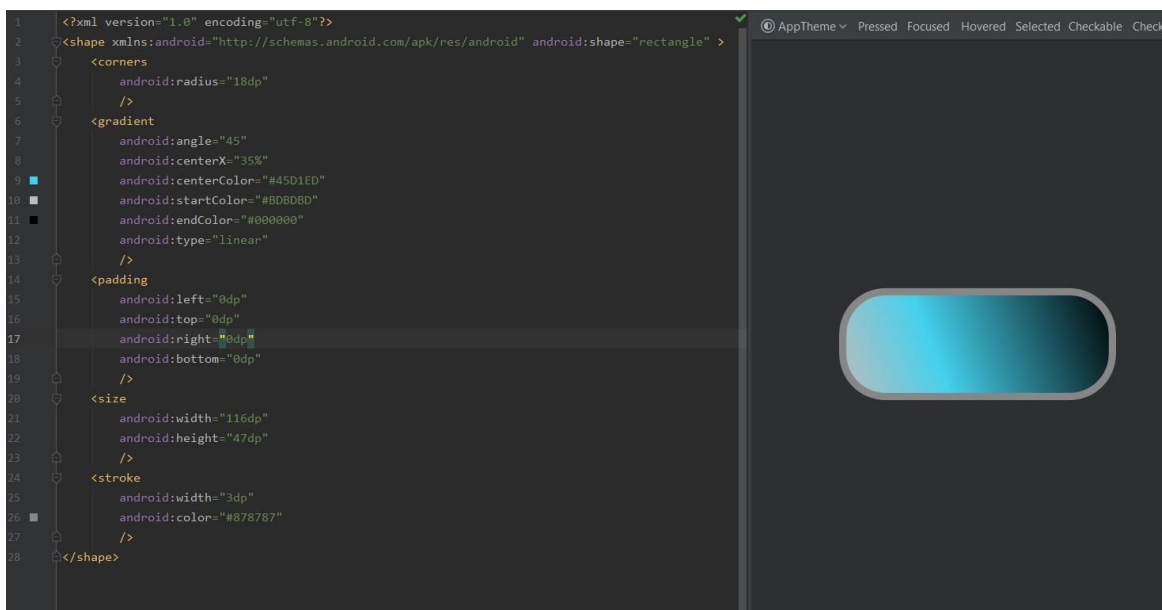 1 <?xml version="1.0" encoding="utf-8"?>
2 <shape xmlns:android="http://schemas.android.com/apk/res/android" android:shape="rectangle" >
3 <corners
4 android:radius="18dp"
5 />
6 <gradient
7 android:angle="45"
8 android:centerX="35%"
9 android:centerColor="#45D1ED"
10 android:startColor="#BDBDBD"
11 android:endColor="#000000"
12 android:type="linear"
13 />
14 <padding
15 android:left="0dp"
16 android:top="0dp"
17 android:right="0dp"
18 android:bottom="0dp"
19 />
20 <size
21 android:width="116dp"
22 android:height="47dp"
23 />
24 <stroke
25 android:width="3dp"
26 android:color="#878787"
27 />
28 </shape>
AppTheme Pressed Focused Hovered Selected Checkable Check